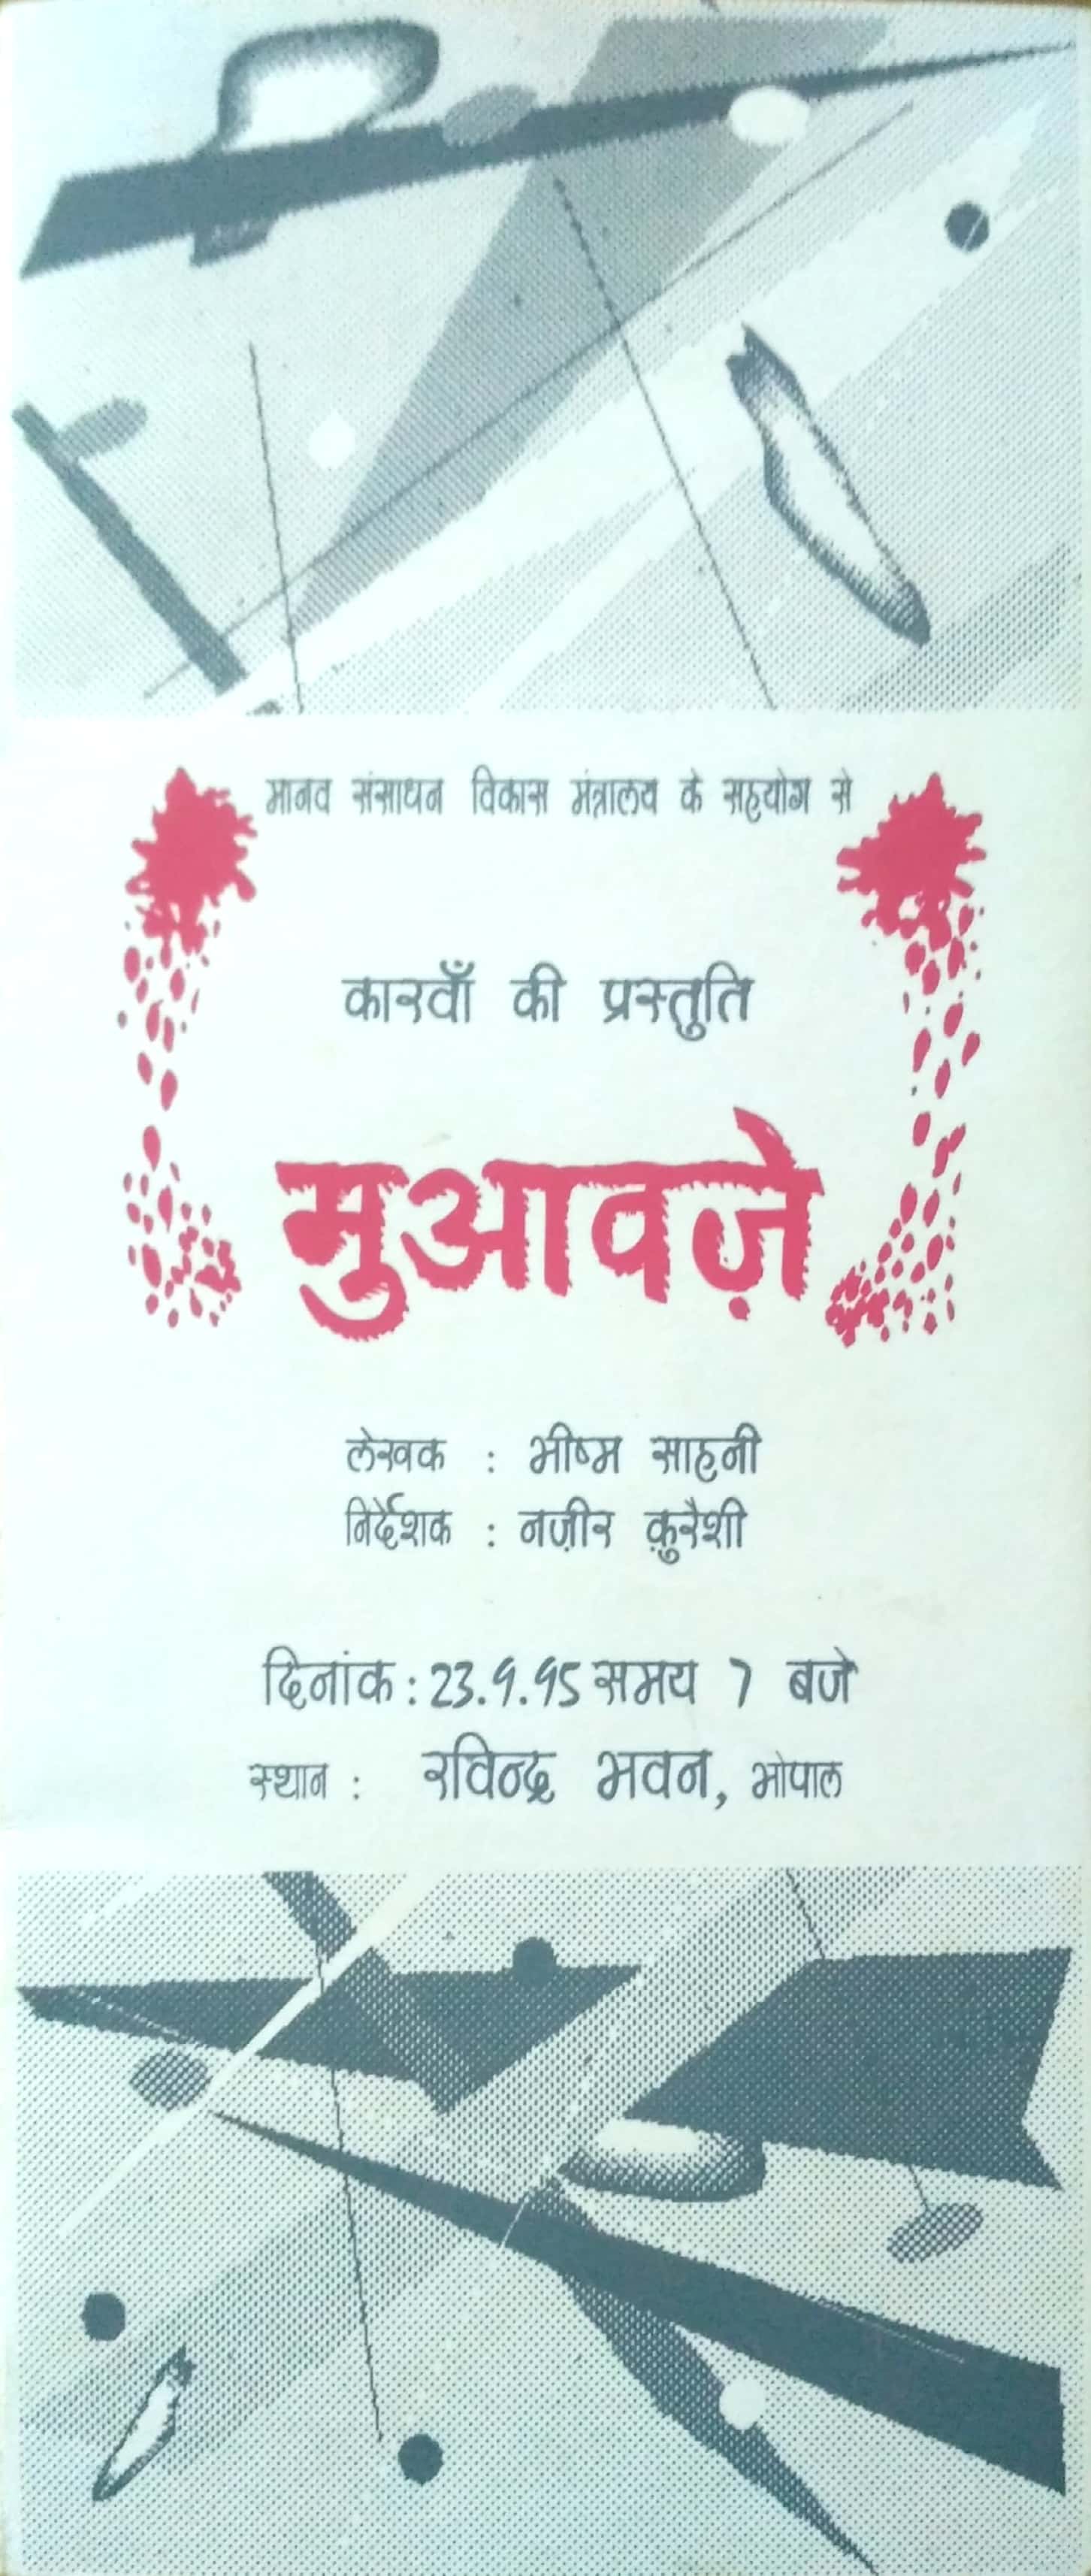 मानव संसाधन विकास मंत्रालय के सहयोग से
कारवाँ की प्रस्तुति
मुआवज़े
लेखक : भीष्म साहनी
निर्देशक : नज़ीर क़ुरैशी
दिनांक : 23.9.95 समय 7 बजे
स्थान : रविन्द्र भवन, भोपाल